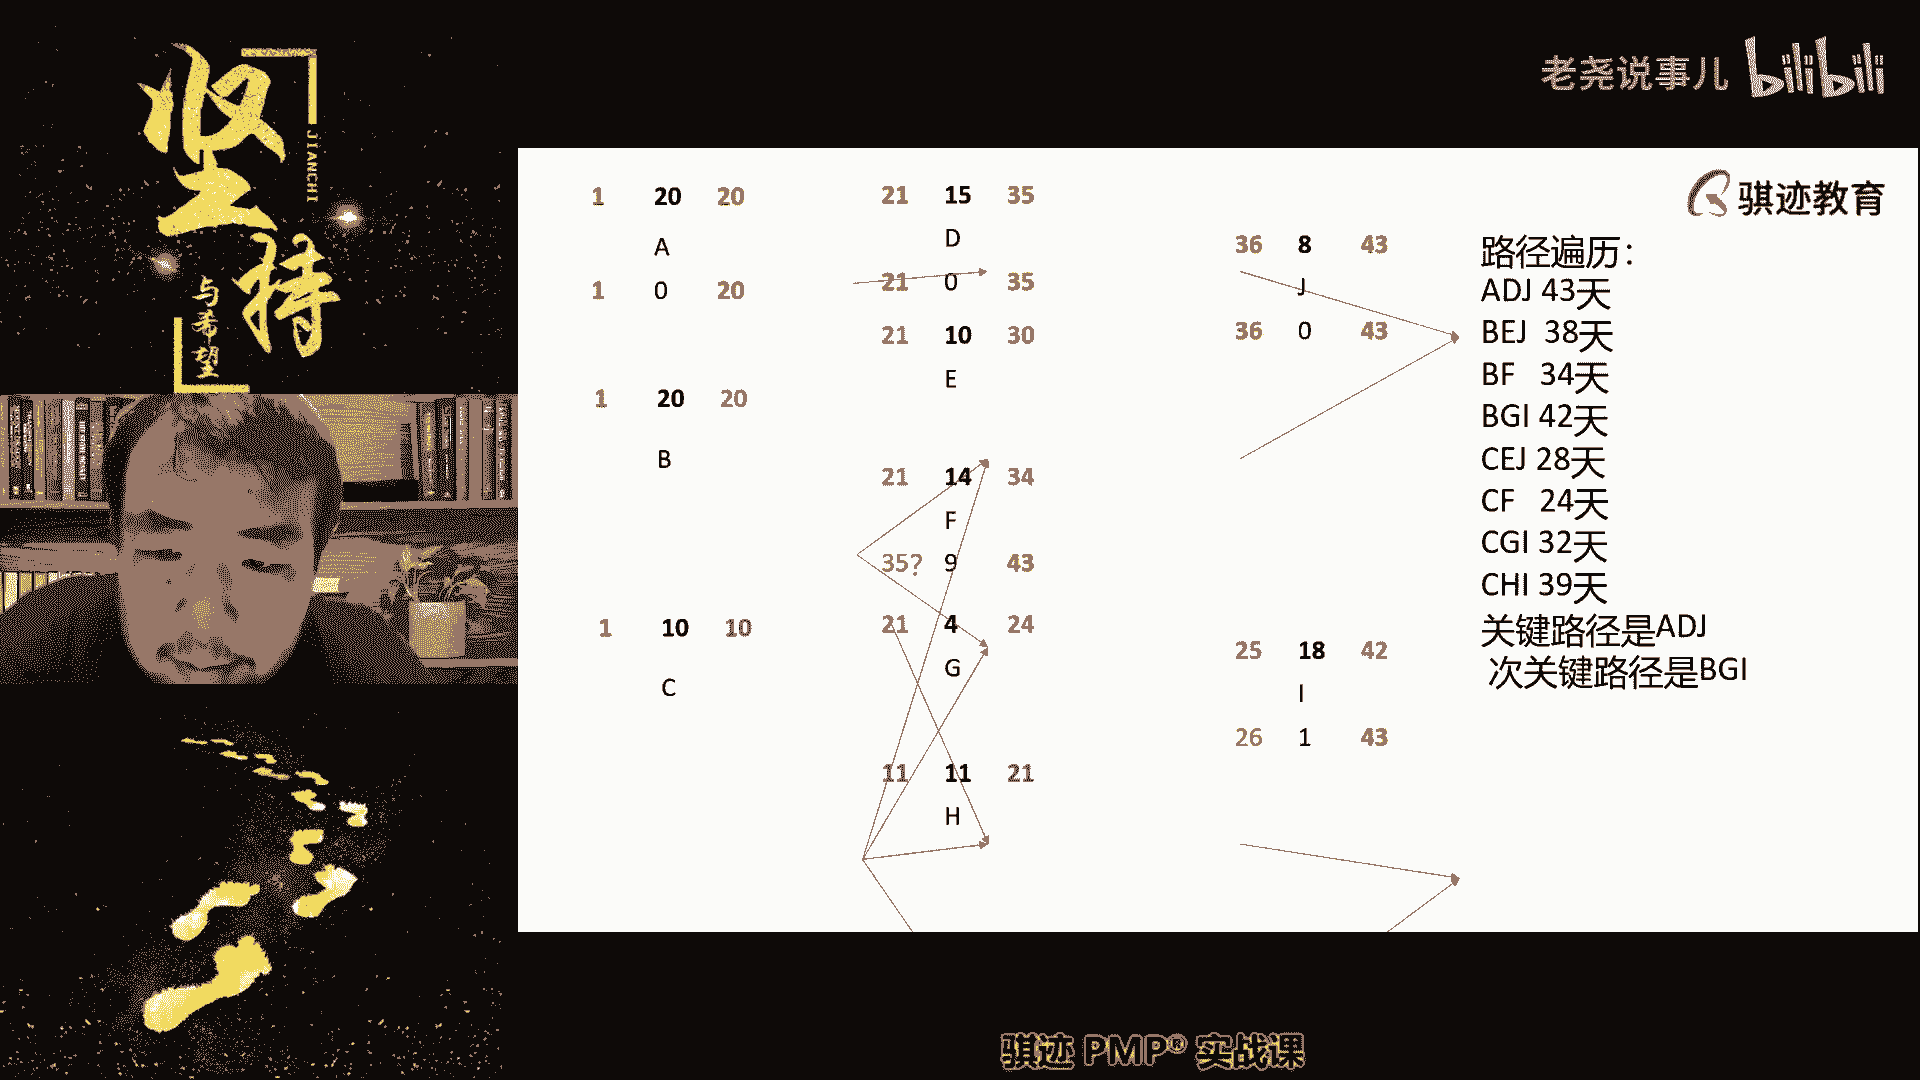 坚持
JIANCHI
与希望
老尧说事儿 bilibili
骐迹教育
1 20 20
A
1 0 20
1 20 20
B
1 10 10
C
21 15 35
D
21 0 35
21 10 30
E
21 14 34
F
35? 9 43
21 4 24
G
11 11 21
H
36 8 43
J
36 0 43
25 18 42
I
26 1 43
路径遍历：
ADJ 43天
BEJ 38天
BF 34天
BGI 42天
CEJ 28天
CF 24天
CGI 32天
CHI 39天
关键路径是ADJ
次关键路径是BGI
骐迹 PMP® 实战课